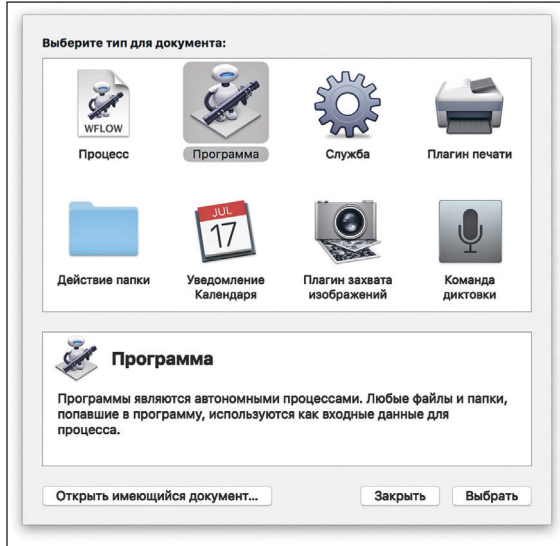 Выберите тип для документа:
WFLOW
Процесс
Программа
Служба
Плагин печати
JUL
17
Действие папки
Уведомление
Календаря
Плагин захвата
изображений
Команда
диктовки
Программа
Программы являются автономными процессами. Любые файлы и папки,
попавшие в программу, используются как входные данные для
процесса.
Открыть имеющийся документ...
Закрыть
Выбрать